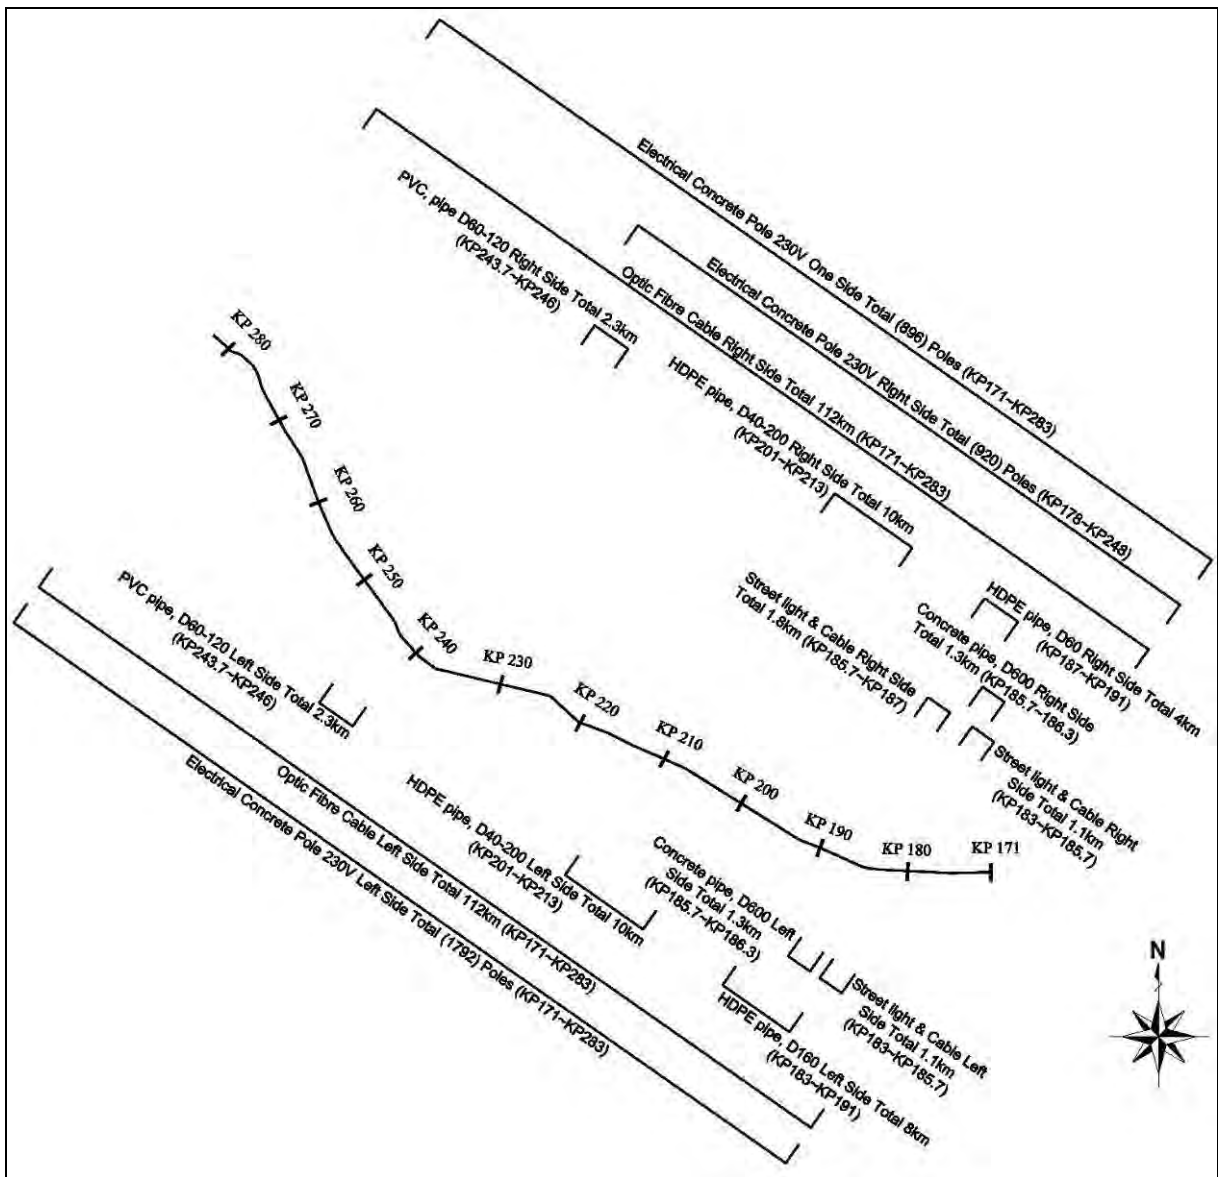 Electrical Concrete Pole 230V One Side Total (896) Poles (KP171~KP283)
Electrical Concrete Pole 230V Right Side Total (920) Poles (KP178~KP248)
Optic Fibre Cable Right Side Total 112km (KP171~KP283)
PVC, pipe D60-120 Right Side Total 2.3km
(KP243.7~KP246)
HDPE pipe, D40-200 Right Side Total 10km
(KP201~KP213)
HDPE pipe, D60 Right Side Total 4km
(KP187~KP191)
Concrete pipe, D600 Right Side
Total 1.3km (KP185.7~186.3)
Street light & Cable Right Side
Total 1.8km (KP185.7~KP187)
Street light & Cable Right
Side Total 1.1km
(KP183~KP185.7)
KP 280
KP 270
KP 260
KP 250
KP 240
KP 230
KP 220
KP 210
KP 200
KP 190
KP 180
KP 171
PVC pipe, D60-120 Left Side Total 2.3km
(KP243.7~KP246)
Optic Fibre Cable Left Side Total 112km (KP171~KP283)
Electrical Concrete Pole 230V Left Side Total (1792) Poles (KP171~KP283)
HDPE pipe, D40-200 Left Side Total 10km
(KP201~KP213)
Concrete pipe, D600 Left
Side Total 1.3km
(KP185.7~KP186.3)
Street light & Cable Left
Side Total 1.1km
(KP183~KP185.7)
HDPE pipe, D160 Left Side Total 8km
(KP183~KP191)
N